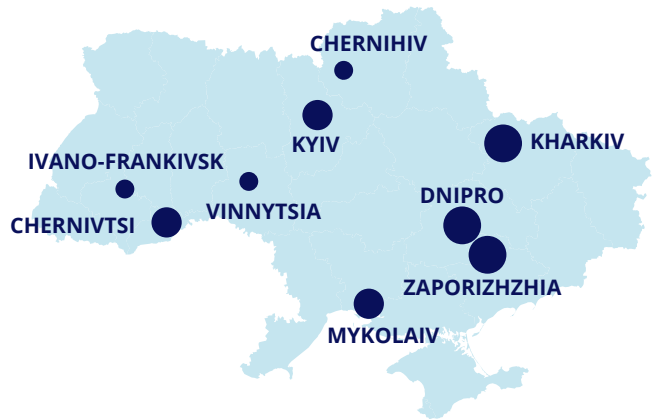 CHERNIHIV
KYIV
KHARKIV
IVANO-FRANKIVSK
DNIPRO
VINNYTSIA
CHERNIVTSI
ZAPORIZHZHIA
MYKOLAIV